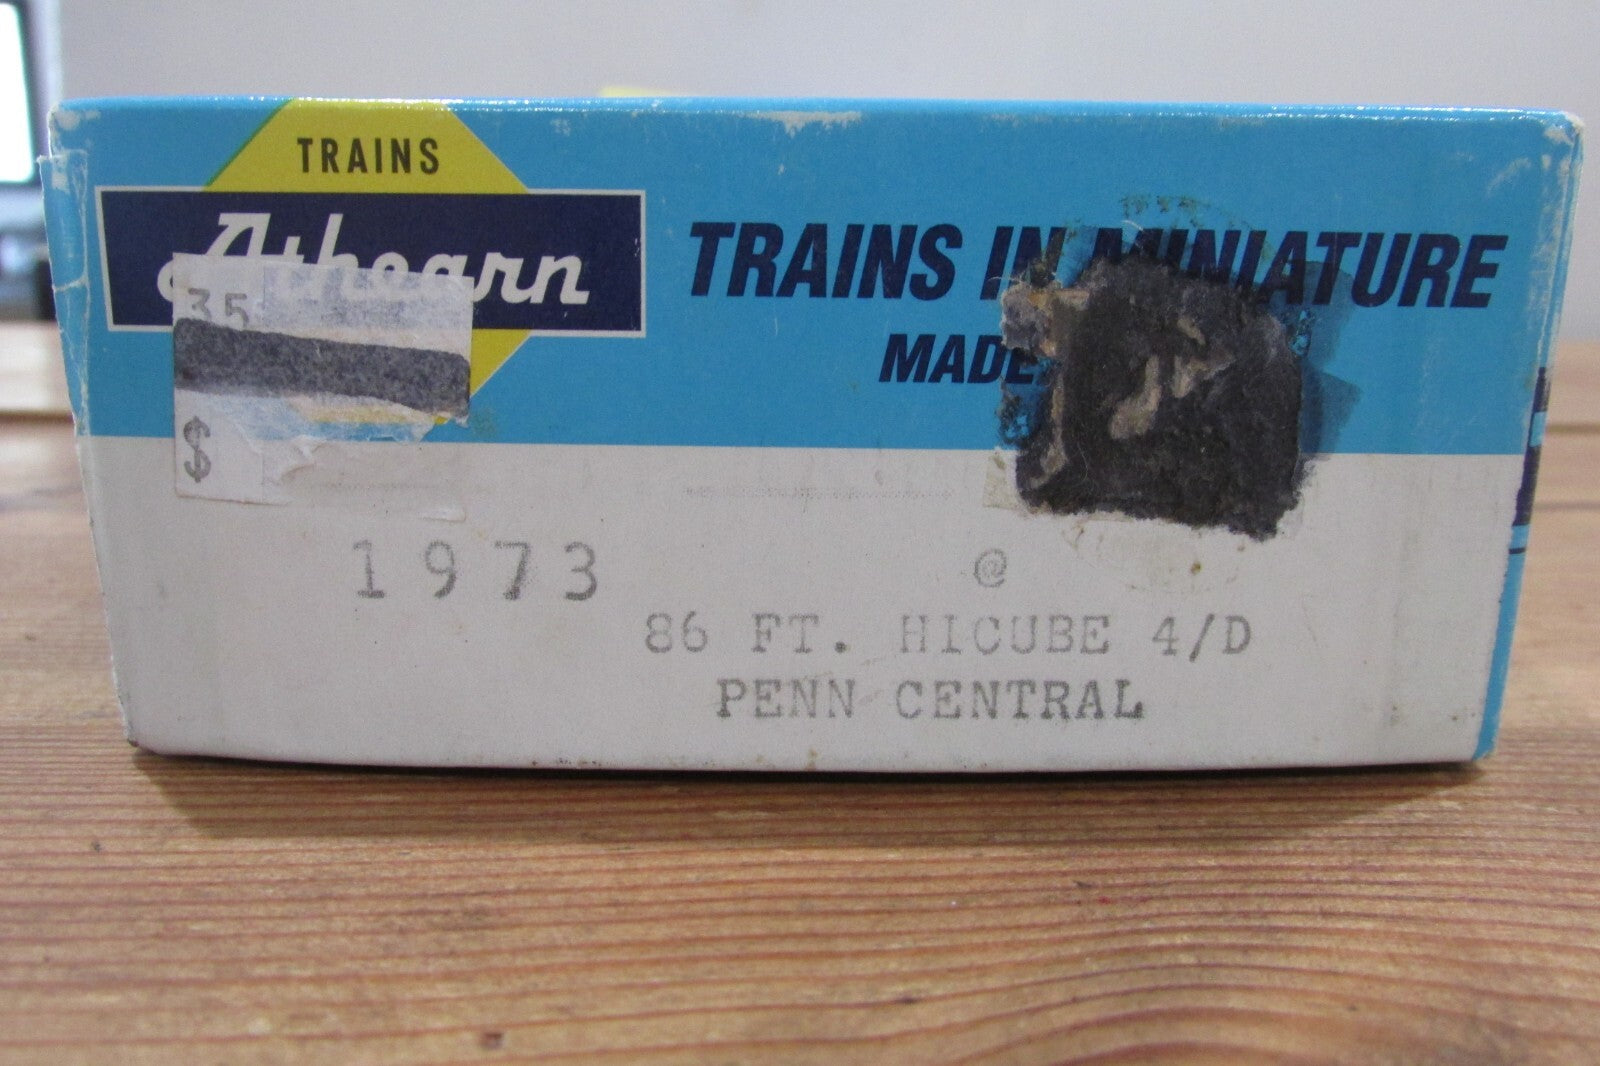 TRAINS
Athearn
TRAINS IN MINIATURE
MADE
35
$
1973 @
86 FT. HICUBE 4/D
PENN CENTRAL